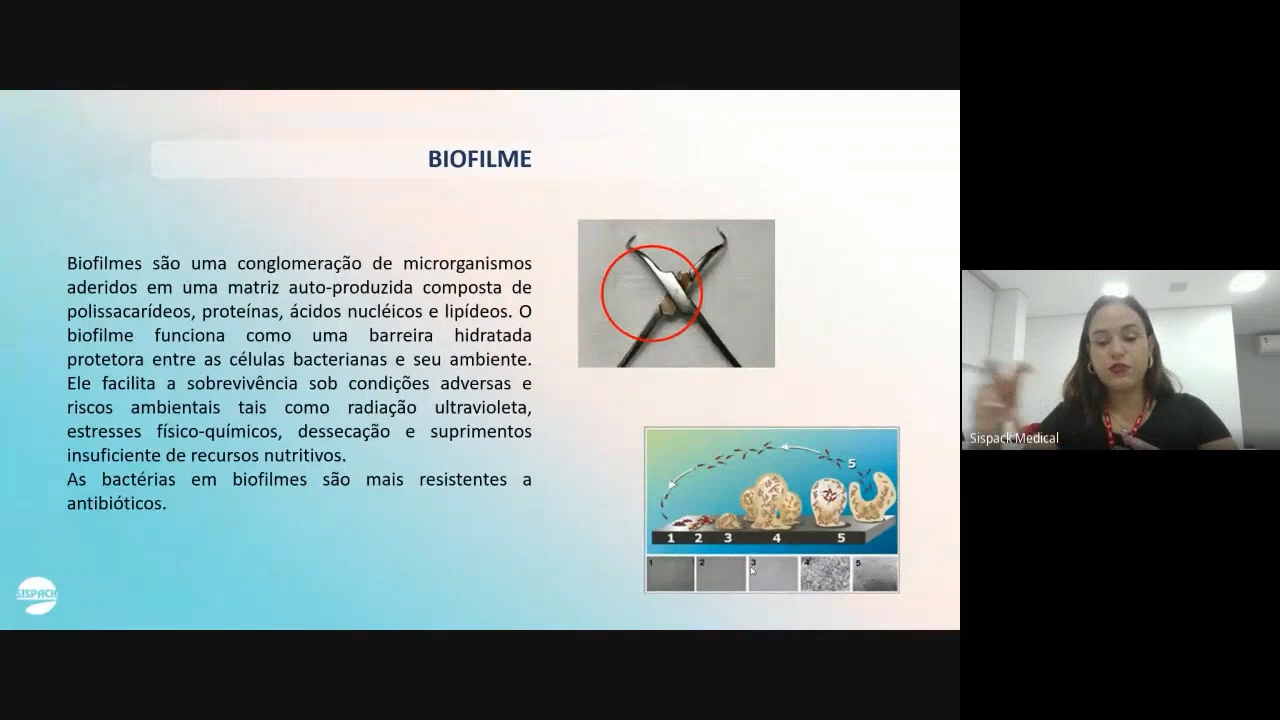 BIOFILME
Biofilmes são uma conglomeração de microrganismos
aderidos em uma matriz auto-produzida composta de
polissacarídeos, proteínas, ácidos nucléicos e lipídeos. O
biofilme funciona como uma barreira hidratada
protetora entre as células bacterianas e seu ambiente.
Ele facilita a sobrevivência sob condições adversas e
riscos ambientais tais como radiação ultravioleta,
estresses físico-químicos, dessecação e suprimentos
insuficiente de recursos nutritivos.
As bactérias em biofilmes são mais resistentes a
antibióticos.
5
1 2 3 4 5
1 2 3 4 5
SISPACK
Sispack Medical